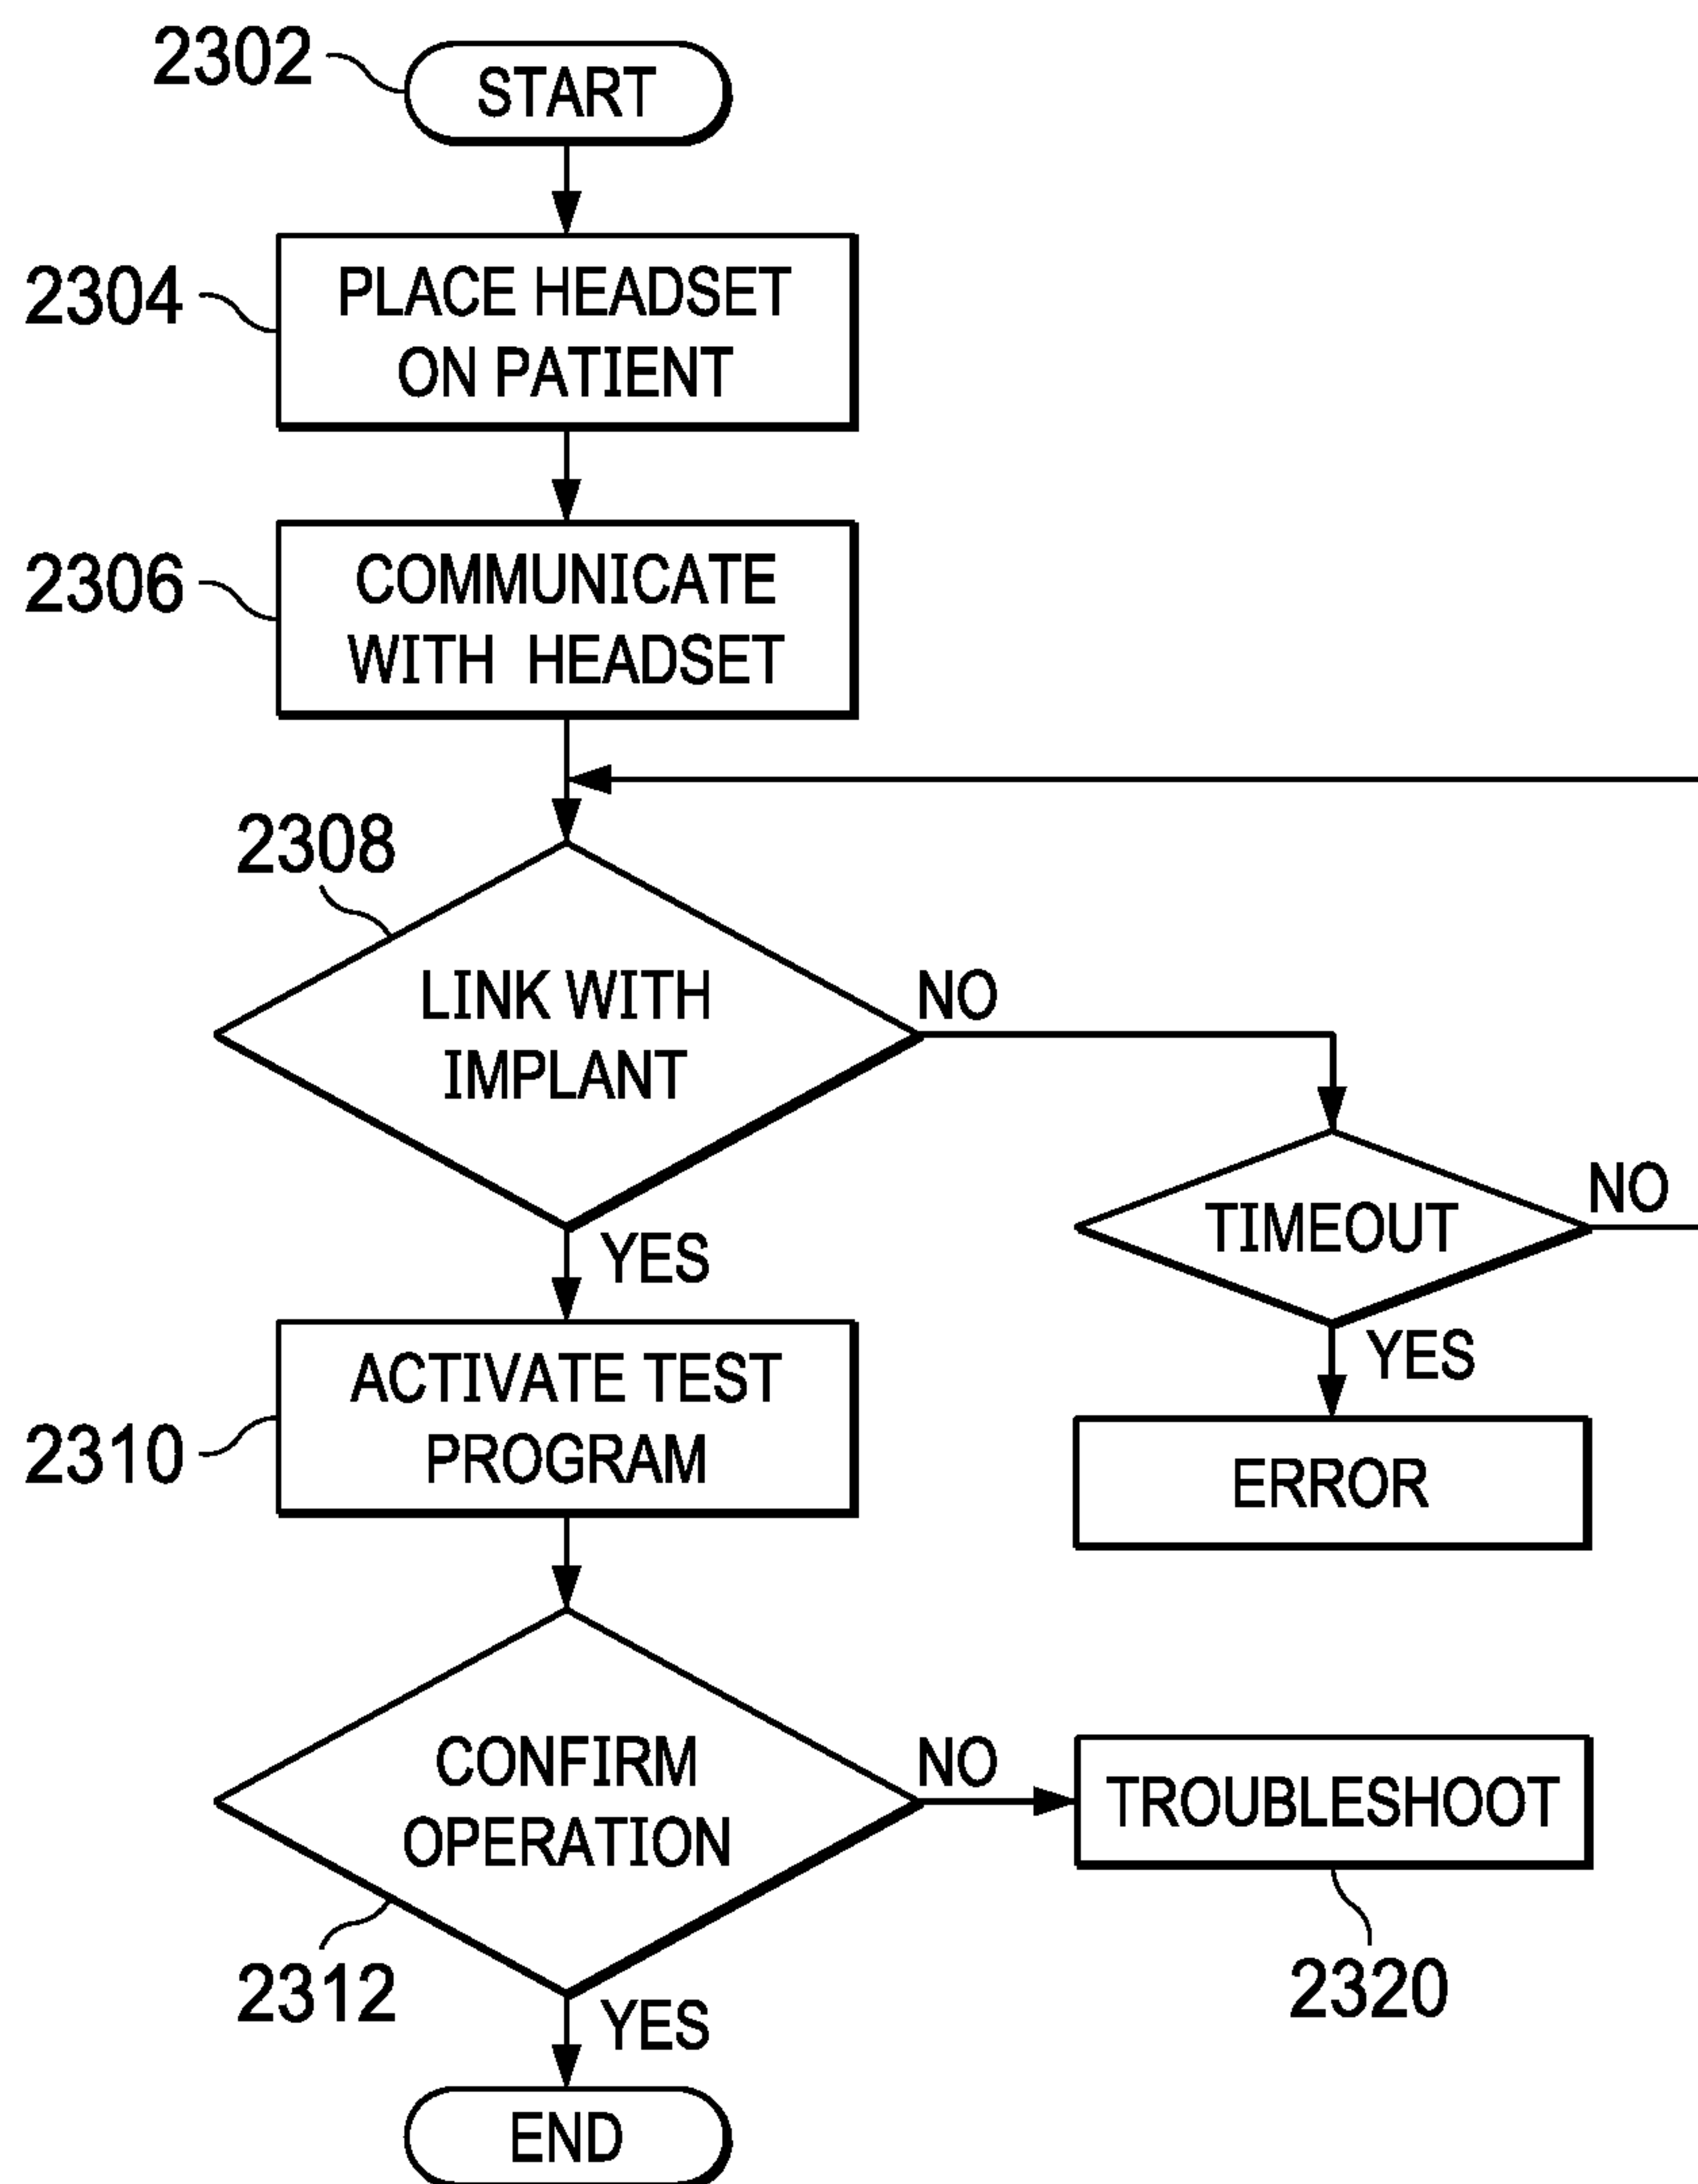 2302
START
2304
PLACE HEADSET
ON PATIENT
2306
COMMUNICATE
WITH HEADSET
2308
LINK WITH
IMPLANT
NO
TIMEOUT
NO
YES
YES
ERROR
2310
ACTIVATE TEST
PROGRAM
CONFIRM
OPERATION
NO
TROUBLESHOOT
2312
2320
YES
END